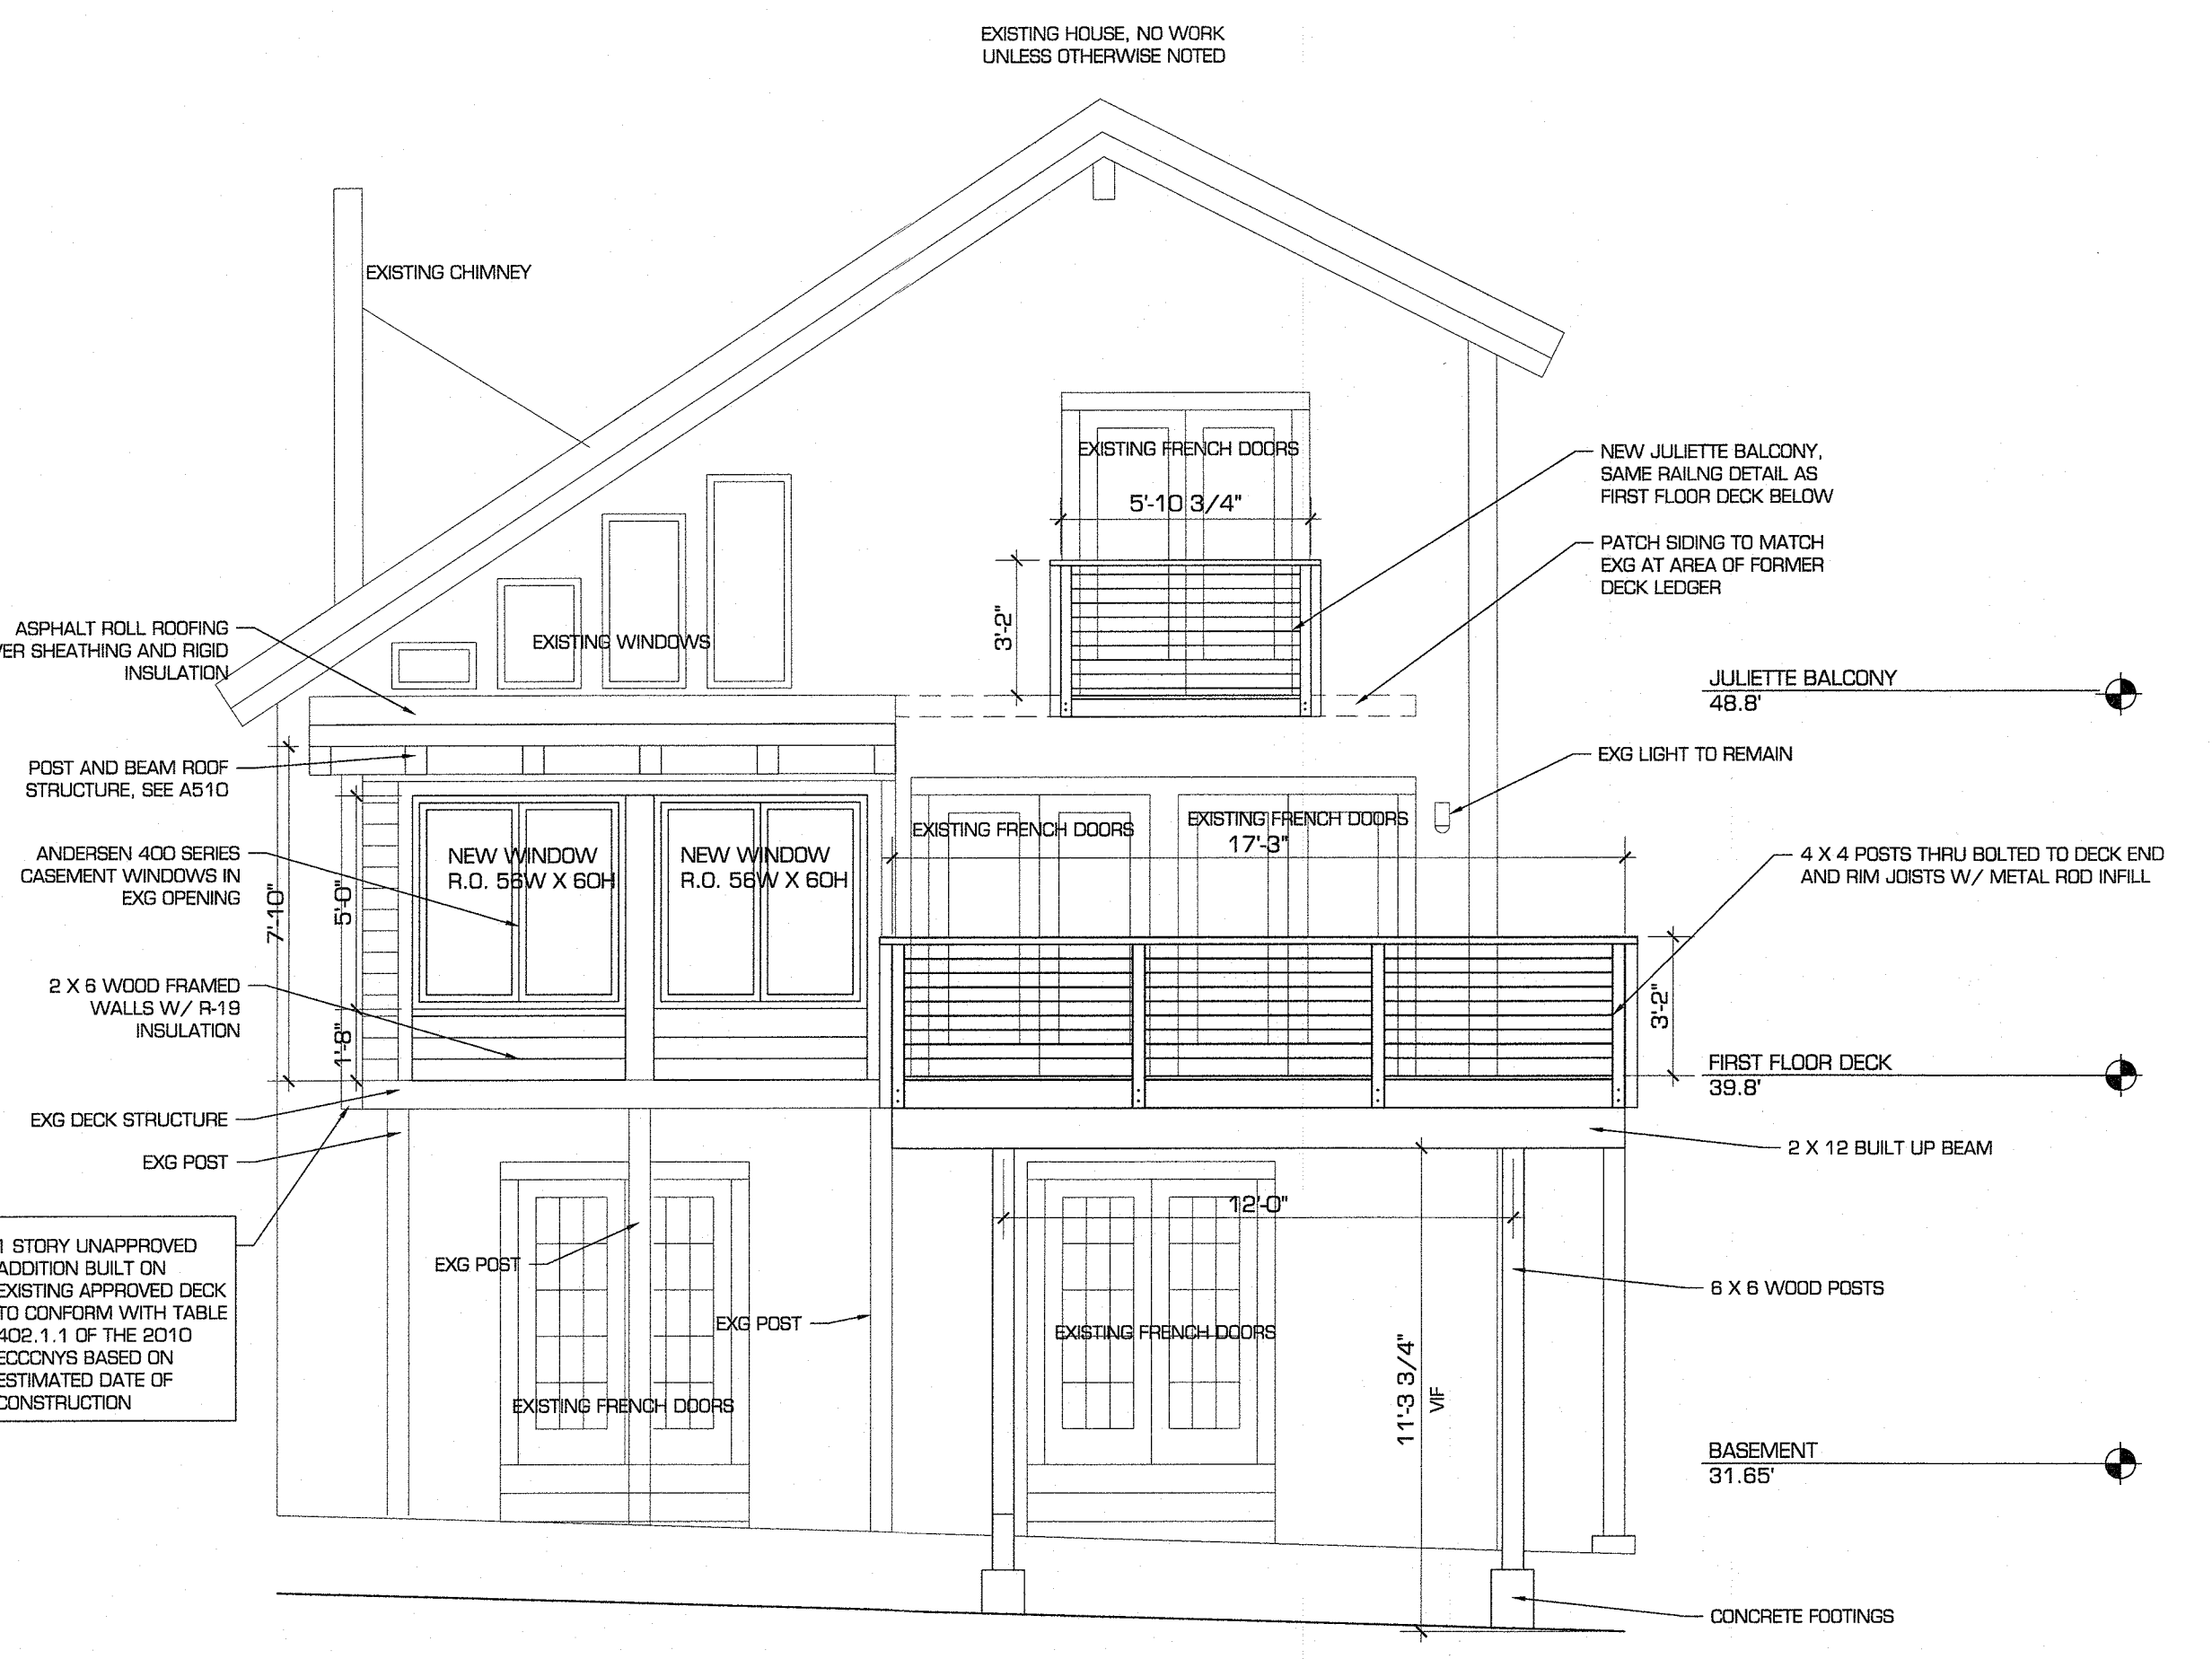 EXISTING HOUSE, NO WORK
UNLESS OTHERWISE NOTED
EXISTING CHIMNEY
EXISTING FRENCH DOORS
5'-10 3/4"
3'-2"
NEW JULIETTE BALCONY,
SAME RAILNG DETAIL AS
FIRST FLOOR DECK BELOW
PATCH SIDING TO MATCH
EXG AT AREA OF FORMER
DECK LEDGER
EXISTING WINDOWS
ASPHALT ROLL ROOFING
VER SHEATHING AND RIGID
INSULATION
JULIETTE BALCONY
48.8'
POST AND BEAM ROOF
STRUCTURE, SEE A510
EXG LIGHT TO REMAIN
ANDERSEN 400 SERIES
CASEMENT WINDOWS IN
EXG OPENING
7'-10"
5'-0"
1'-8"
NEW WINDOW
R.O. 56W X 60H
NEW WINDOW
R.O. 56W X 60H
EXISTING FRENCH DOORS
EXISTING FRENCH DOORS
17'-3"
4 X 4 POSTS THRU BOLTED TO DECK END
AND RIM JOISTS W/ METAL ROD INFILL
2 X 6 WOOD FRAMED
WALLS W/ R-19
INSULATION
3'-2"
FIRST FLOOR DECK
39.8'
EXG DECK STRUCTURE
EXG POST
2 X 12 BUILT UP BEAM
12'-0"
1 STORY UNAPPROVED
ADDITION BUILT ON
EXISTING APPROVED DECK
TO CONFORM WITH TABLE
402.1.1 OF THE 2010
ECCCNYS BASED ON
ESTIMATED DATE OF
CONSTRUCTION
EXG POST
EXG POST
EXISTING FRENCH DOORS
EXISTING FRENCH DOORS
6 X 6 WOOD POSTS
11'-3 3/4"
VIF
BASEMENT
31.65'
CONCRETE FOOTINGS